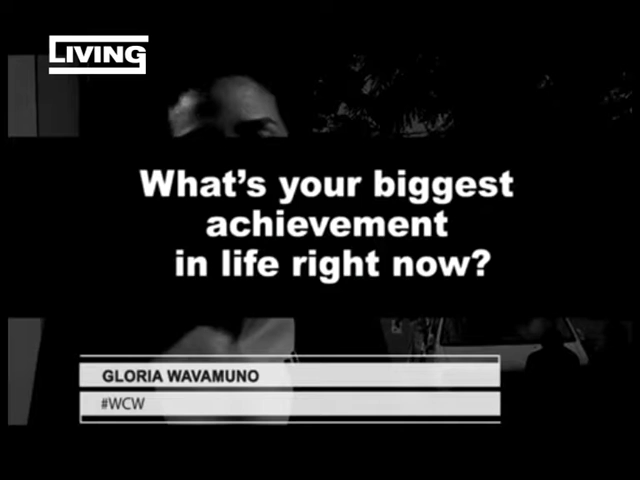 LIVING
What's your biggest
achievement
in life right now?
GLORIA WAVAMUNO
#WCW